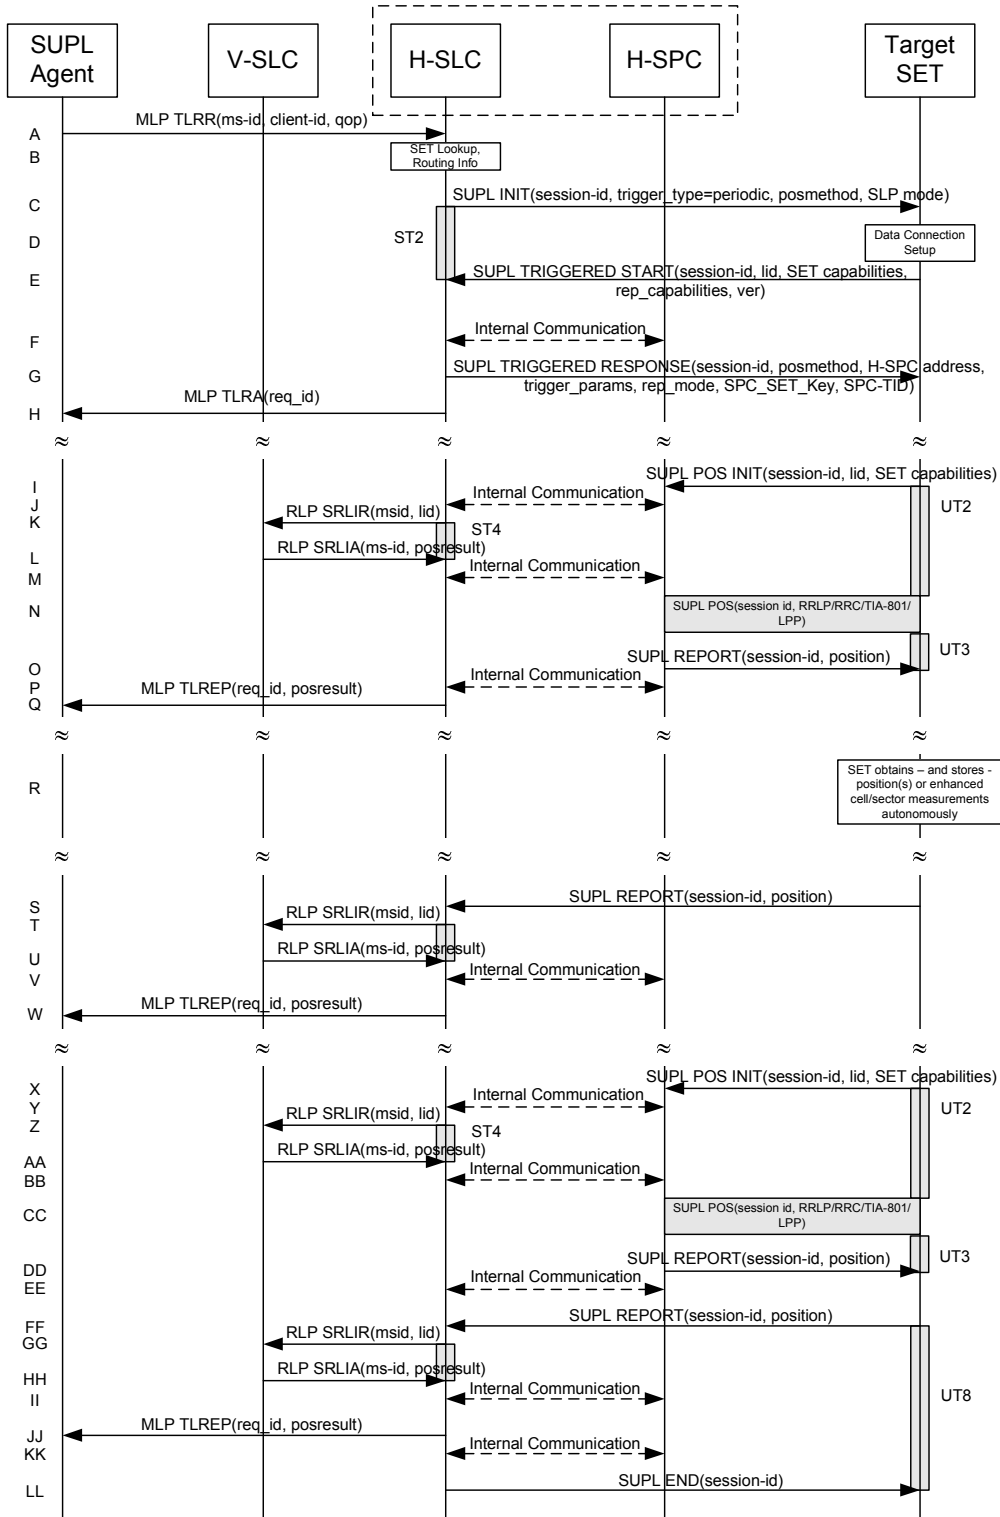 SUPL
Agent
V-SLC
H-SLC
H-SPC
Target
SET
A
MLP TLRR(ms-id, client-id, qop)
B
SET Lookup,
Routing Info
C
SUPL INIT(session-id, trigger_type=periodic, posmethod, SLP mode)
D
ST2
Data Connection
Setup
E
SUPL TRIGGERED START(session-id, lid, SET capabilities,
rep_capabilities, ver)
F
Internal Communication
G
SUPL TRIGGERED RESPONSE(session-id, posmethod, H-SPC address,
trigger_params, rep_mode, SPC_SET_Key, SPC-TID)
H
MLP TLRA(req_id)
≈ ≈ ≈ ≈ ≈
I
SUPL POS INIT(session-id, lid, SET capabilities)
J
Internal Communication
UT2
K
RLP SRLIR(msid, lid)
ST4
L
RLP SRLIA(ms-id, posresult)
M
Internal Communication
N
SUPL POS(session id, RRLP/RRC/TIA-801/
LPP)
UT3
O
SUPL REPORT(session-id, position)
P
Internal Communication
Q
MLP TLREP(req_id, posresult)
≈ ≈ ≈ ≈ ≈
R
SET obtains – and stores -
position(s) or enhanced
cell/sector measurements
autonomously
≈ ≈ ≈ ≈ ≈
S
SUPL REPORT(session-id, position)
T
RLP SRLIR(msid, lid)
U
RLP SRLIA(ms-id, posresult)
V
Internal Communication
W
MLP TLREP(req_id, posresult)
≈ ≈ ≈ ≈ ≈
X
SUPL POS INIT(session-id, lid, SET capabilities)
Y
Internal Communication
UT2
Z
RLP SRLIR(msid, lid)
ST4
AA
RLP SRLIA(ms-id, posresult)
BB
Internal Communication
CC
SUPL POS(session id, RRLP/RRC/TIA-801/
LPP)
UT3
DD
SUPL REPORT(session-id, position)
EE
Internal Communication
FF
SUPL REPORT(session-id, position)
GG
RLP SRLIR(msid, lid)
HH
RLP SRLIA(ms-id, posresult)
II
Internal Communication
UT8
JJ
MLP TLREP(req_id, posresult)
KK
Internal Communication
LL
SUPL END(session-id)